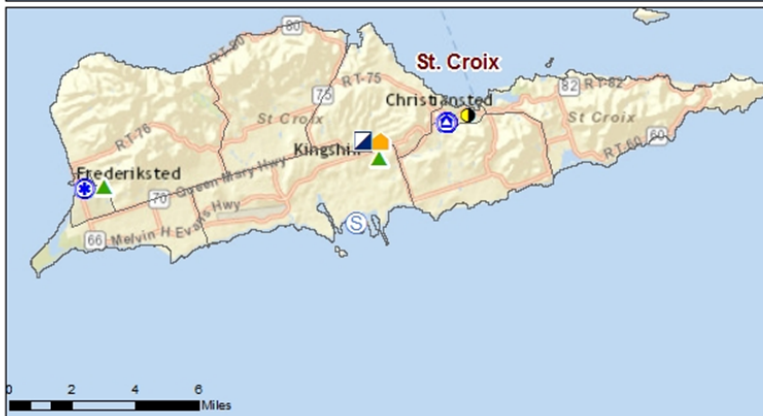 80
RT-80
St. Croix
75
RT-75
82
RT-82
Christiansted
St. Croix
St. Croix
RT-76
60
RT-60
Frederiksted
70
Queen Mary Hwy
66
Melvin H Evans Hwy
S
0 2 4 6
Miles